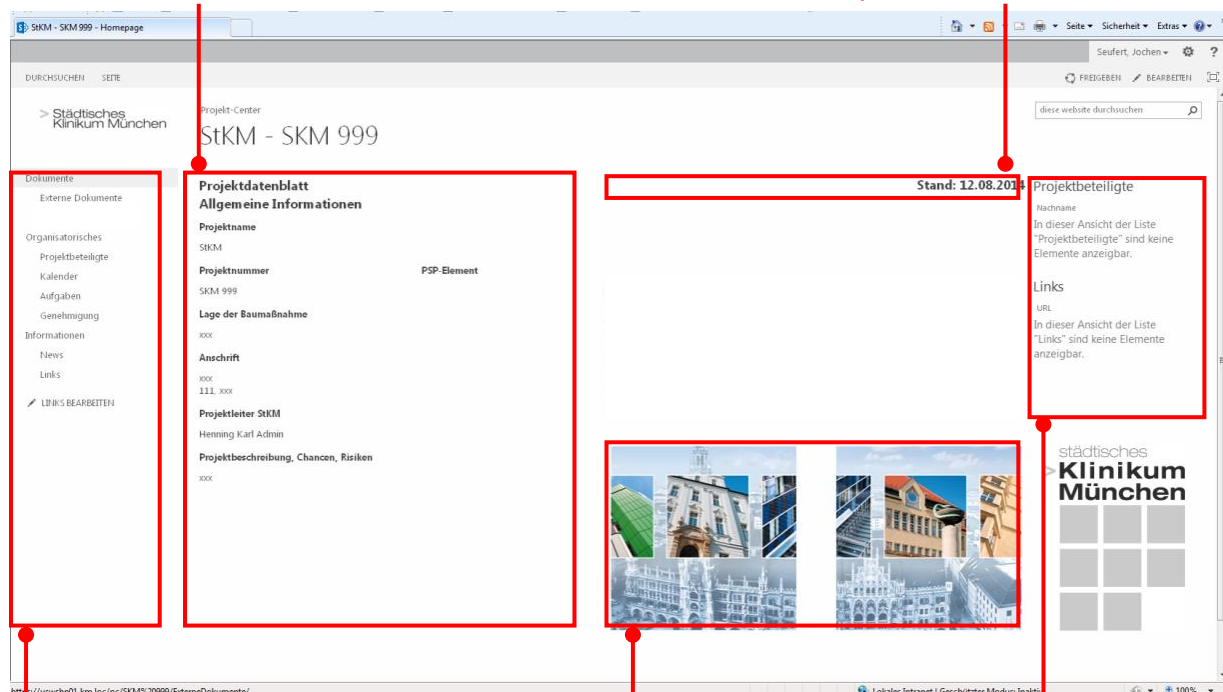 StKM - SKM 999 - Homepage
Seite
Sicherheit
Extras
Seufert, Jochen
DURCHSUCHEN
SEITE
FREIGEBEN
BEARBEITEN
> Städtisches
Klinikum München
Projekt-Center
StKM - SKM 999
diese website durchsuchen
Dokumente
Externe Dokumente
Organisatorisches
Projektbeteiligte
Kalender
Aufgaben
Genehmigung
Informationen
News
Links
LINKS BEARBEITEN
Projektdatenblatt
Allgemeine Informationen
Projektname
StKM
Projektnummer
PSP-Element
SKM 999
Lage der Baumaßnahme
xxx
Anschrift
xxx
111, xxx
Projektleiter StKM
Henning Karl Admin
Projektbeschreibung, Chancen, Risiken
xxx
Stand: 12.08.2014
Projektbeteiligte
Nachname
In dieser Ansicht der Liste
"Projektbeteiligte" sind keine
Elemente anzeigbar.
Links
URL
In dieser Ansicht der Liste
"Links" sind keine Elemente
anzeigbar.
städtisches
>Klinikum
München
Lokales Intranet | Geschützter Modus:
100%